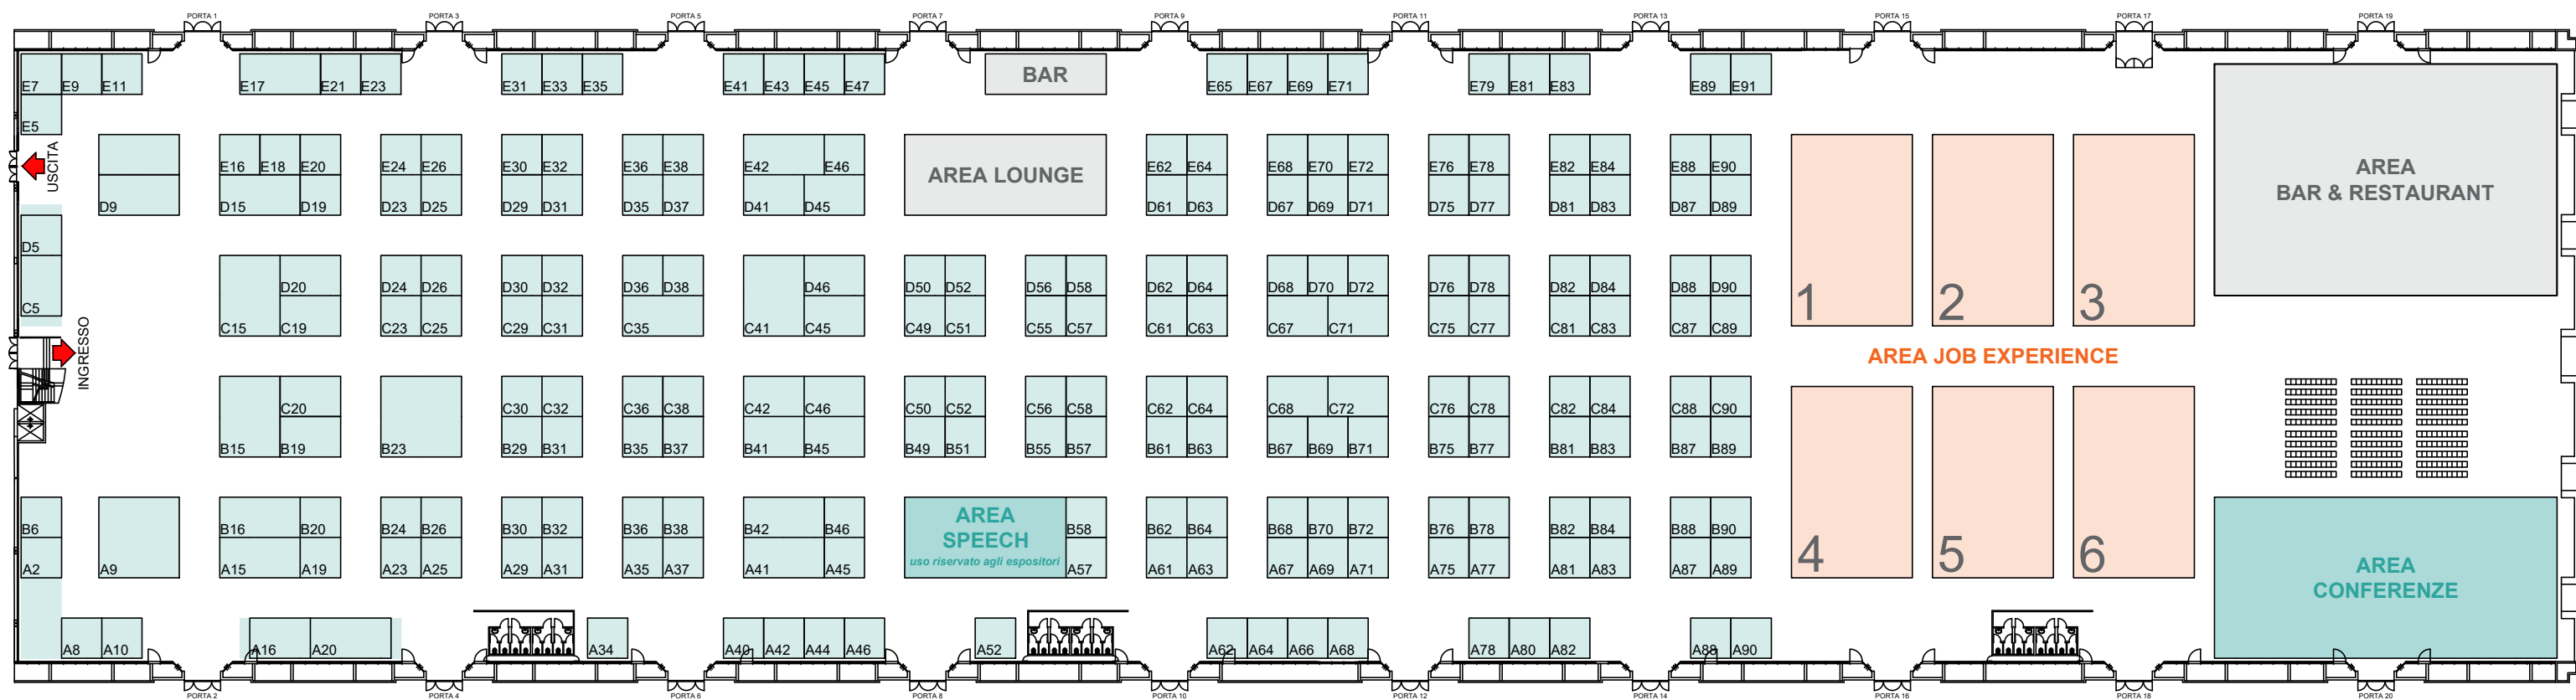 PORTA 1 PORTA 3 PORTA 5 PORTA 7 PORTA 9 PORTA 11 PORTA 13 PORTA 15 PORTA 17 PORTA 19
BAR
E7 E9 E11 E17 E21 E23 E31 E33 E35 E41 E43 E45 E47 E65 E67 E69 E71 E79 E81 E83 E89 E91
E5
USCITA
E16 E18 E20 E24 E26 E30 E32 E36 E38 E42 E46 E62 E64 E68 E70 E72 E76 E78 E82 E84 E88 E90
AREA LOUNGE
AREA
BAR & RESTAURANT
D9 D15 D19 D23 D25 D29 D31 D35 D37 D41 D45 D61 D63 D67 D69 D71 D75 D77 D81 D83 D87 D89
D5
D20 D24 D26 D30 D32 D36 D38 D46 D50 D52 D56 D58 D62 D64 D68 D70 D72 D76 D78 D82 D84 D88 D90
C5
1 2 3
C15 C19 C23 C25 C29 C31 C35 C41 C45 C49 C51 C55 C57 C61 C63 C67 C71 C75 C77 C81 C83 C87 C89
INGRESSO
AREA JOB EXPERIENCE
C20 C30 C32 C36 C38 C42 C46 C50 C52 C56 C58 C62 C64 C68 C72 C76 C78 C82 C84 C88 C90
B15 B19 B23 B29 B31 B35 B37 B41 B45 B49 B51 B55 B57 B61 B63 B67 B69 B71 B75 B77 B81 B83 B87 B89
B6 B16 B20 B24 B26 B30 B32 B36 B38 B42 B46 B58 B62 B64 B68 B70 B72 B76 B78 B82 B84 B88 B90
AREA
SPEECH
uso riservato agli espositori
4 5 6
A2 A9 A15 A19 A23 A25 A29 A31 A35 A37 A41 A45 A57 A61 A63 A67 A69 A71 A75 A77 A81 A83 A87 A89
AREA
CONFERENZE
A8 A10 A16 A20 A34 A40 A42 A44 A46 A52 A62 A64 A66 A68 A78 A80 A82 A88 A90
PORTA 2 PORTA 4 PORTA 6 PORTA 8 PORTA 10 PORTA 12 PORTA 14 PORTA 16 PORTA 18 PORTA 20